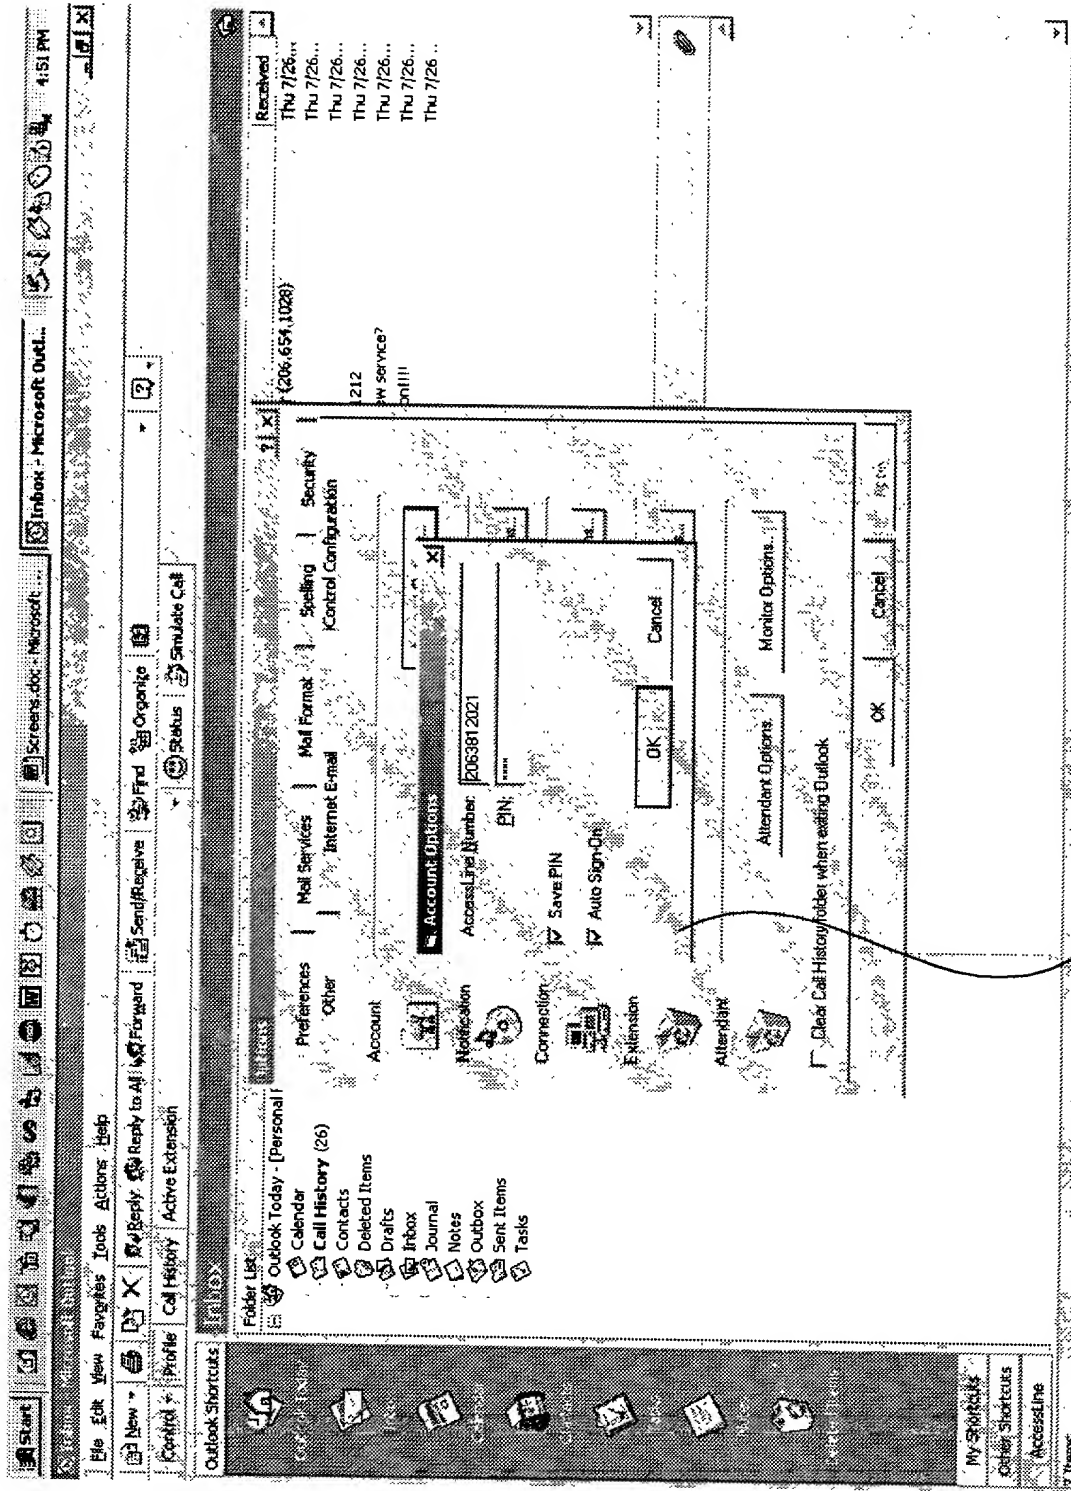 Start
Screens.doc - Microsoft ...
Inbox - Microsoft Outl...
4:51 PM
File Edit View Favorites Tools Actions Help
New Reply Reply to All Forward Send/Receive Find Organize
Control Profile Call History Active Extension Status Simulate Call
Inbox
Outlook Shortcuts
Folder List
Outlook Today - [Personal F
Calendar
Call History (26)
Contacts
Deleted Items
Drafts
Inbox
Journal
Notes
Outbox
Sent Items
Tasks
My Shortcuts
Other Shortcuts
AccessLine
Options
Preferences Mail Services Mail Format Spelling Security
Other Internet E-mail iControl Configuration
Account
Notification
Connection
Extension
Attendant
Account Options
AccessLine Number: 2063812021
PIN: ****
Save PIN
Auto Sign-On
OK Cancel
Attendant Options. Monitor Options..
Clear Call History folder when exiting Outlook
OK Cancel
Received
(206.654.1028) Thu 7/26...
Thu 7/26...
Thu 7/26...
Thu 7/26...
1212 Thu 7/26...
ew service? Thu 7/26...
on!!!! Thu 7/26..